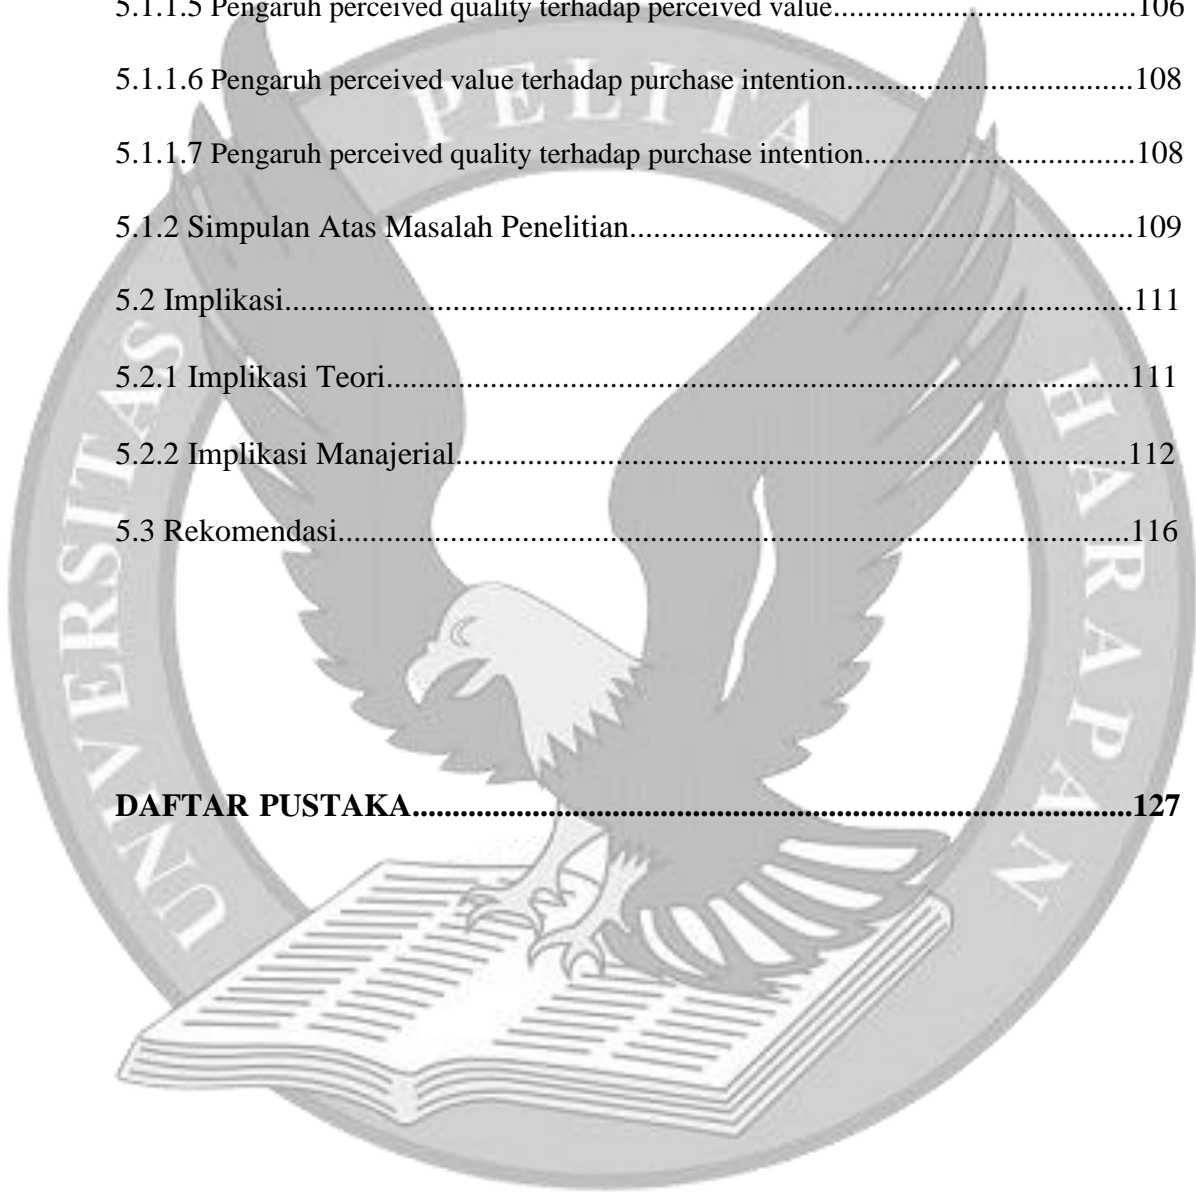 5.1.1.5 Pengaruh perceived quality terhadap perceived value.....................................106
5.1.1.6 Pengaruh perceived value terhadap purchase intention...................................108
5.1.1.7 Pengaruh perceived quality terhadap purchase intention.................................108
5.1.2 Simpulan Atas Masalah Penelitian................................................................109
5.2 Implikasi..........................................................................................................111
5.2.1 Implikasi Teori..............................................................................................111
5.2.2 Implikasi Manajerial.....................................................................................112
5.3 Rekomendasi...................................................................................................116
DAFTAR PUSTAKA..........................................................................................127
UNIVERSITAS PELITA HARAPAN